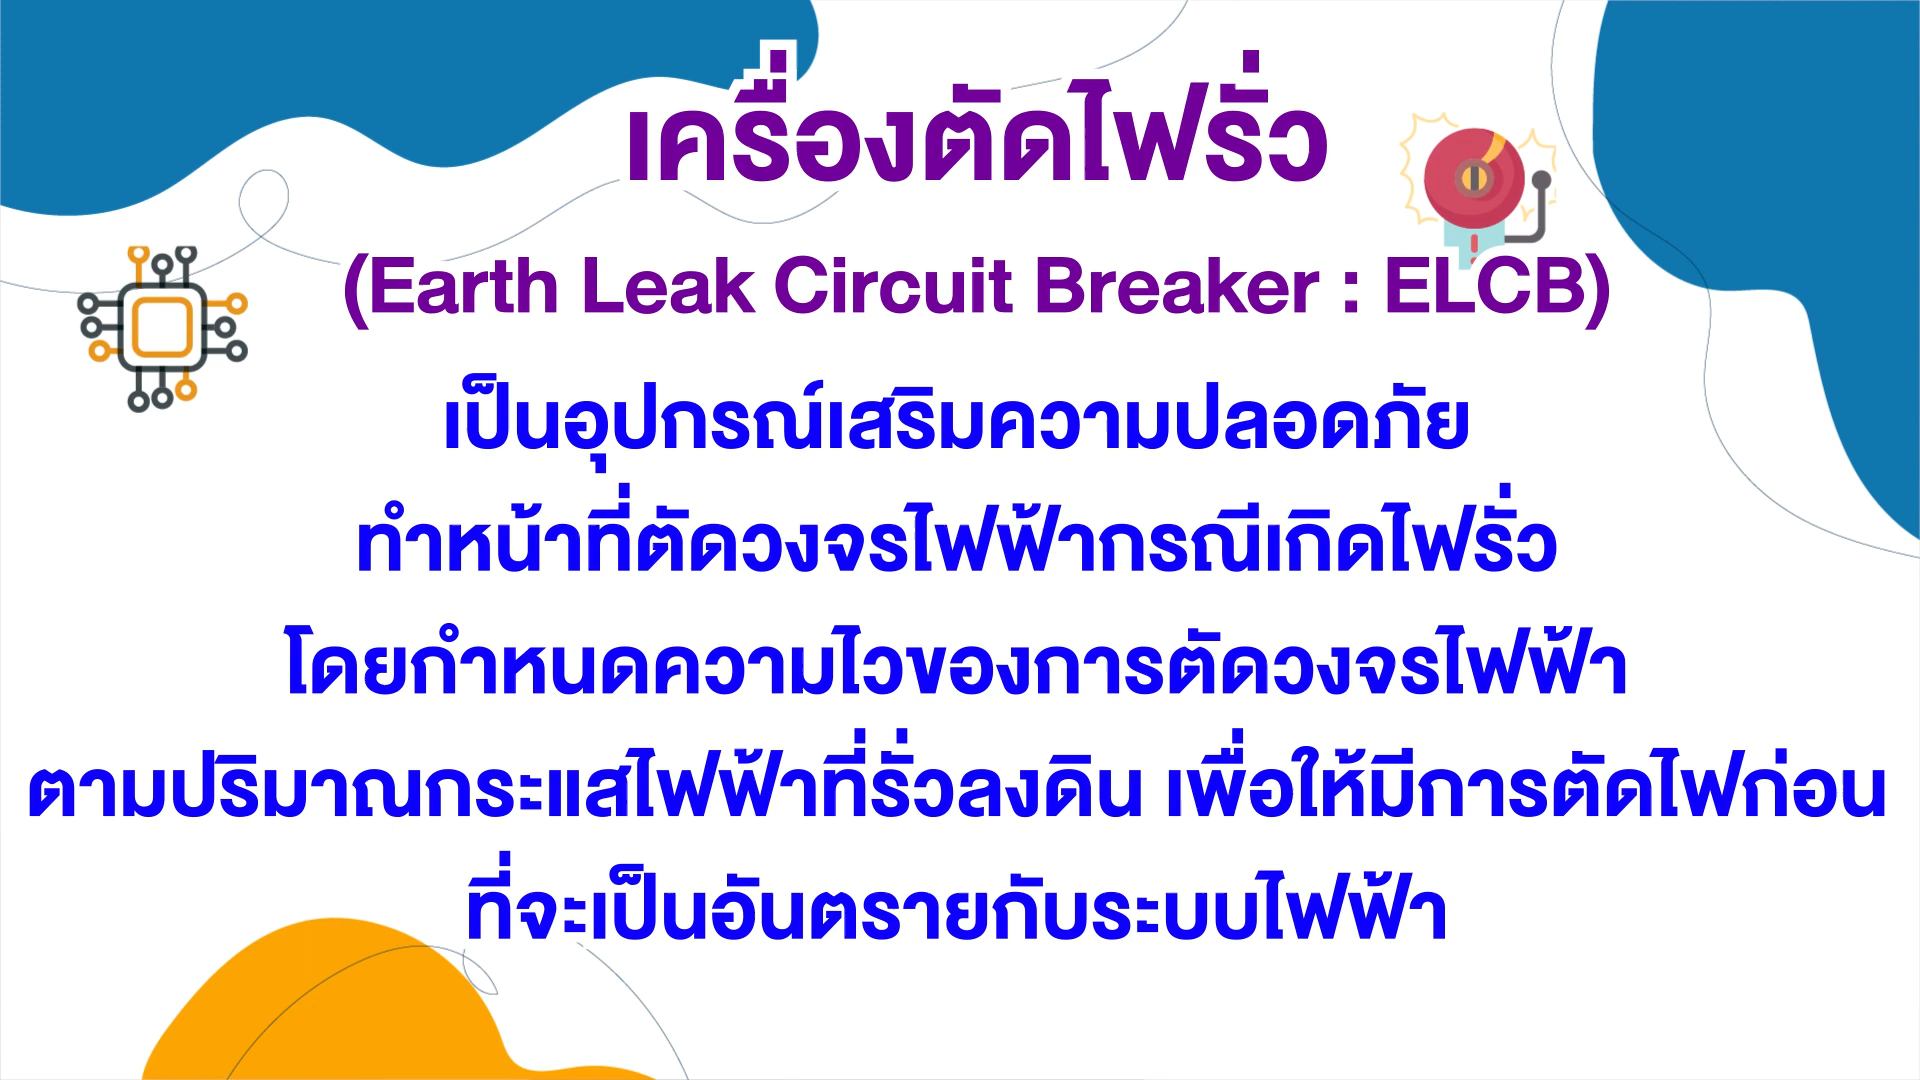 เครื่องตัดไฟรั่ว
(Earth Leak Circuit Breaker : ELCB)
เป็นอุปกรณ์เสริมความปลอดภัย
ทำหน้าที่ตัดวงจรไฟฟ้ากรณีเกิดไฟรั่ว
โดยกำหนดความไวของการตัดวงจรไฟฟ้า
ตามปริมาณกระแสไฟฟ้าที่รั่วลงดิน เพื่อให้มีการตัดไฟก่อน
ที่จะเป็นอันตรายกับระบบไฟฟ้า